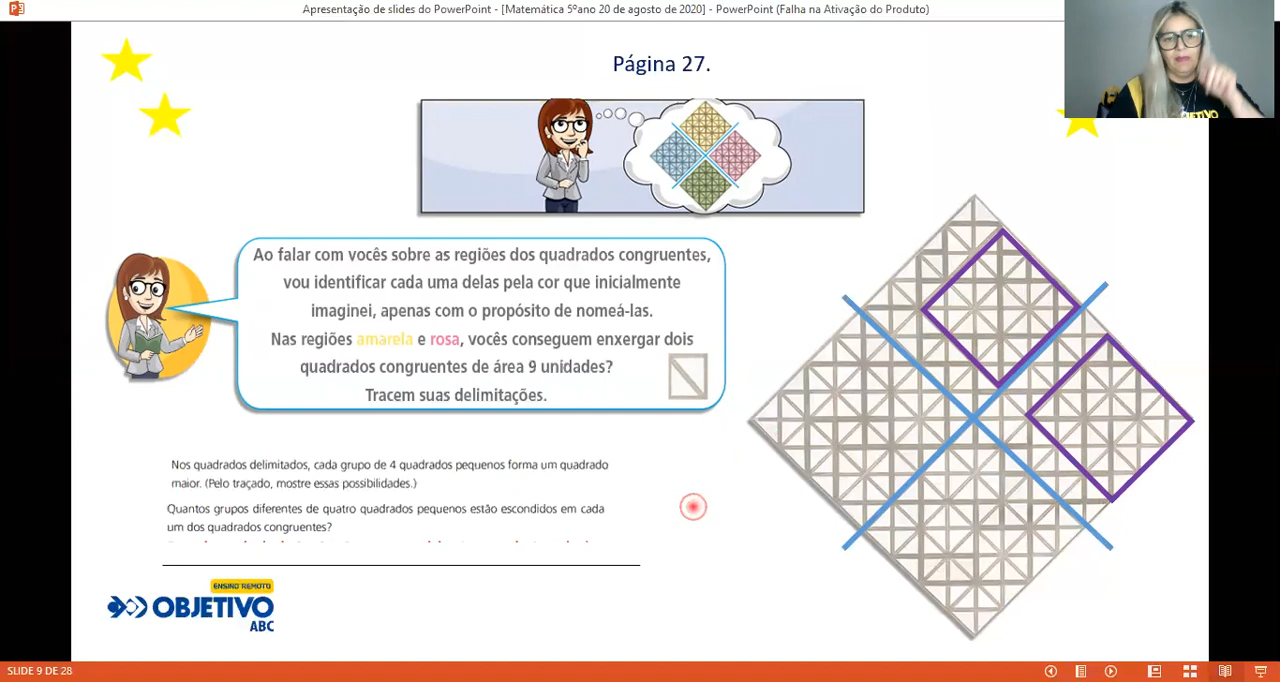 Apresentação de slides do PowerPoint - [Matemática 5ºano 20 de agosto de 2020] - PowerPoint (Falha na Ativação do Produto)
Página 27.
Ao falar com vocês sobre as regiões dos quadrados congruentes,
vou identificar cada uma delas pela cor que inicialmente
imaginei, apenas com o propósito de nomeá-las.
Nas regiões amarela e rosa, vocês conseguem enxergar dois
quadrados congruentes de área 9 unidades?
Tracem suas delimitações.
Nos quadrados delimitados, cada grupo de 4 quadrados pequenos forma um quadrado
maior. (Pelo traçado, mostre essas possibilidades.)
Quantos grupos diferentes de quatro quadrados pequenos estão escondidos em cada
um dos quadrados congruentes?
ENSINO REMOTO
OBJETIVO
ABC
SLIDE 9 DE 28